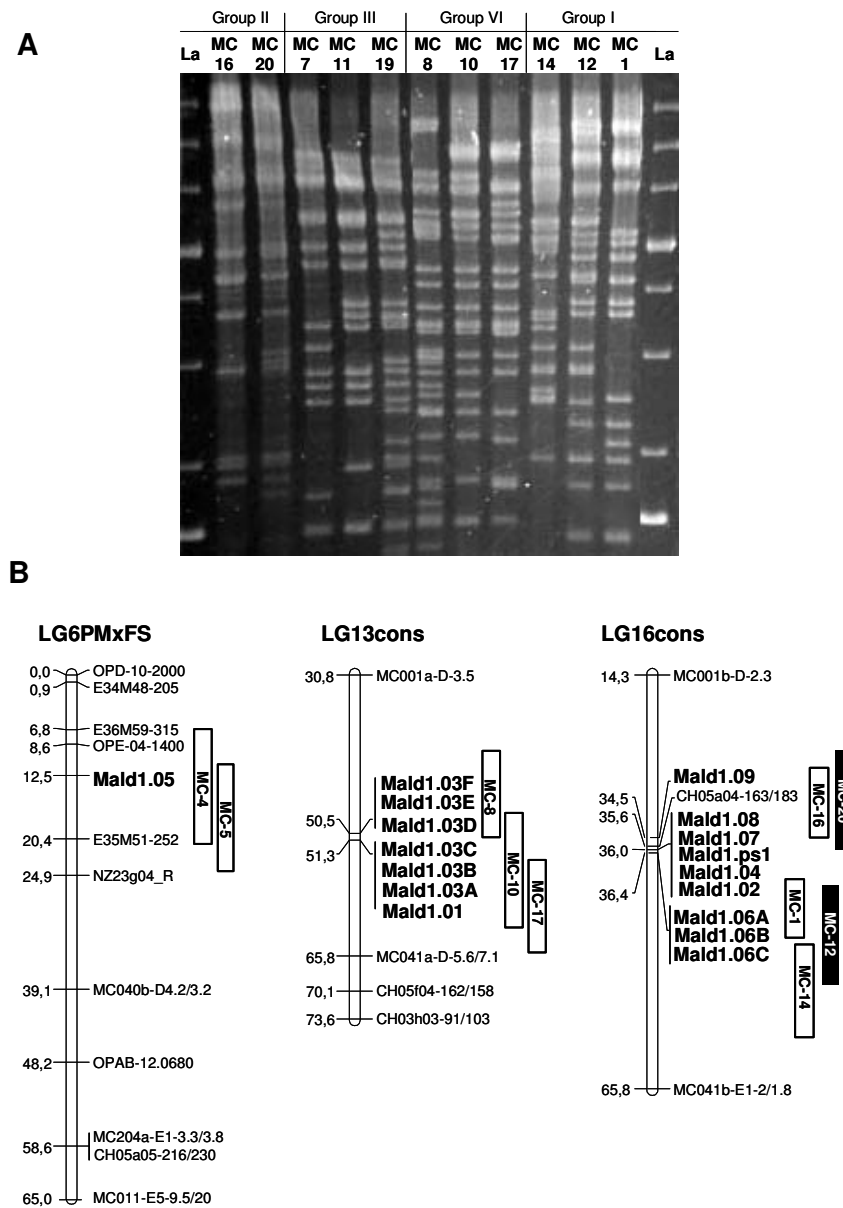 A
Group II Group III Group VI Group I
La MC 16 MC 20 MC 7 MC 11 MC 19 MC 8 MC 10 MC 17 MC 14 MC 12 MC 1 La
B
LG6PMxFS
0,0 OPD-10-2000
0,9 E34M48-205
6,8 E36M59-315
8,6 OPE-04-1400
12,5 Mald1.05
20,4 E35M51-252
24,9 NZ23g04_R
39,1 MC040b-D4.2/3.2
48,2 OPAB-12.0680
58,6 MC204a-E1-3.3/3.8
CH05a05-216/230
65,0 MC011-E5-9.5/20
MC-4
MC-5
LG13cons
30,8 MC001a-D-3.5
Mald1.03F
Mald1.03E
50,5 Mald1.03D
51,3 Mald1.03C
Mald1.03B
Mald1.03A
Mald1.01
65,8 MC041a-D-5.6/7.1
70,1 CH05f04-162/158
73,6 CH03h03-91/103
MC-8
MC-10
MC-17
LG16cons
14,3 MC001b-D-2.3
Mald1.09
34,5 CH05a04-163/183
35,6 Mald1.08
Mald1.07
36,0 Mald1.ps1
Mald1.04
36,4 Mald1.02
Mald1.06A
Mald1.06B
Mald1.06C
65,8 MC041b-E1-2/1.8
MC-16
MC-1
MC-12
MC-14